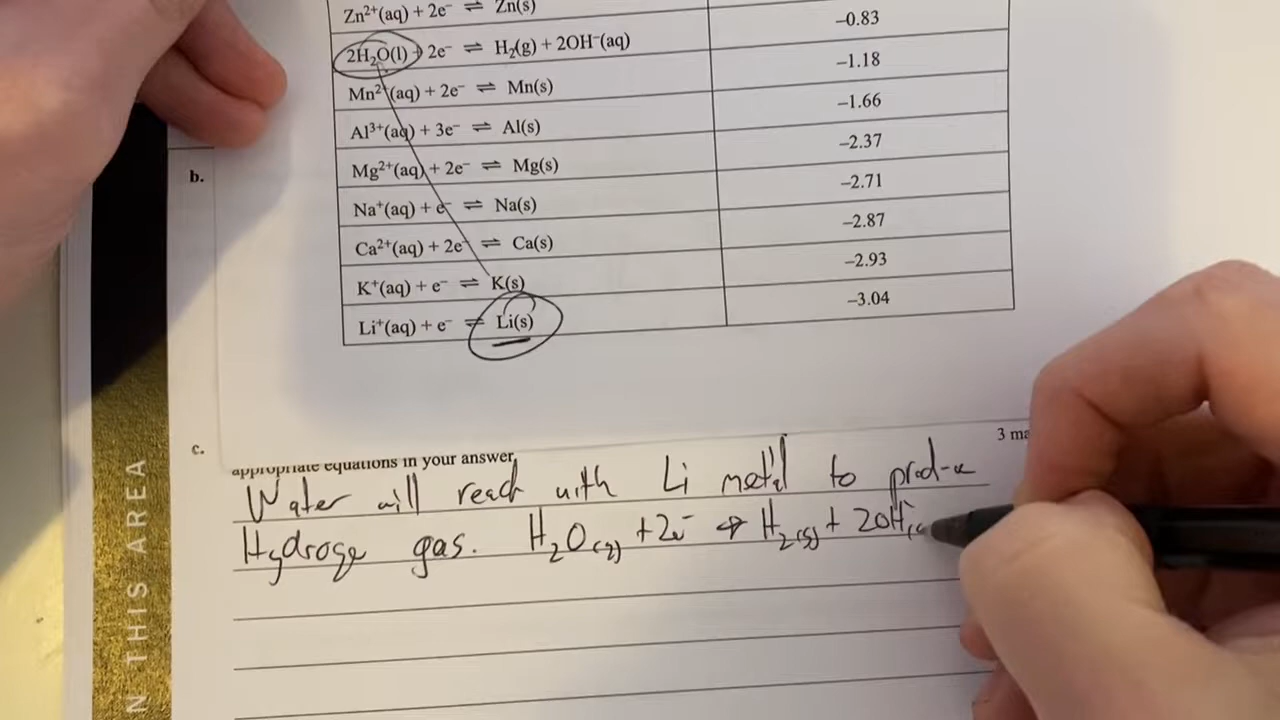 Zn²⁺(aq) + 2e⁻ ⇌ Zn(s)
2H₂O(l) + 2e⁻ ⇌ H₂(g) + 2OH⁻(aq) −0.83
Mn²⁺(aq) + 2e⁻ ⇌ Mn(s) −1.18
Al³⁺(aq) + 3e⁻ ⇌ Al(s) −1.66
Mg²⁺(aq) + 2e⁻ ⇌ Mg(s) −2.37
Na⁺(aq) + e⁻ ⇌ Na(s) −2.71
Ca²⁺(aq) + 2e⁻ ⇌ Ca(s) −2.87
K⁺(aq) + e⁻ ⇌ K(s) −2.93
Li⁺(aq) + e⁻ ⇌ Li(s) −3.04
b.
c. 3 ma
appropriate equations in your answer.
Water will with Li metal to
gas. H₂O + 2e⁻ → H₂(g) + 2OH⁻
N THIS AREA